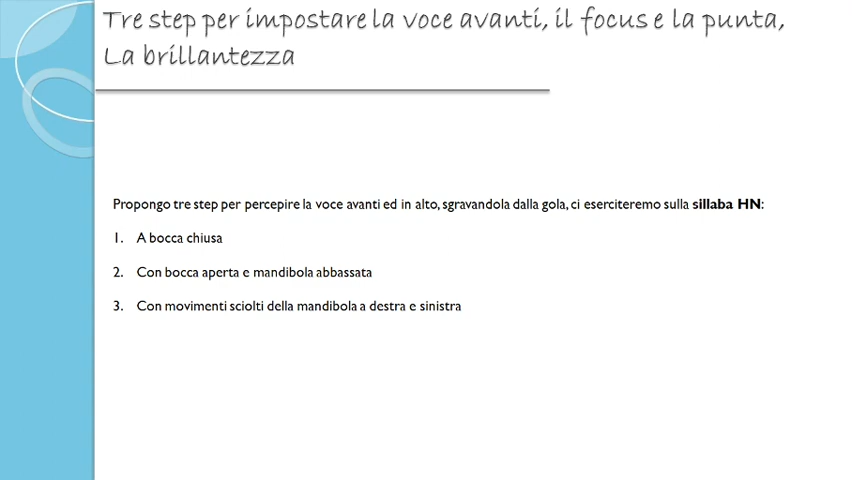 Tre step per impostare la voce avanti, il focus e la punta,
La brillantezza
Propongo tre step per percepire la voce avanti ed in alto, sgravandola dalla gola, ci eserciteremo sulla sillaba HN:
1. A bocca chiusa
2. Con bocca aperta e mandibola abbassata
3. Con movimenti sciolti della mandibola a destra e sinistra